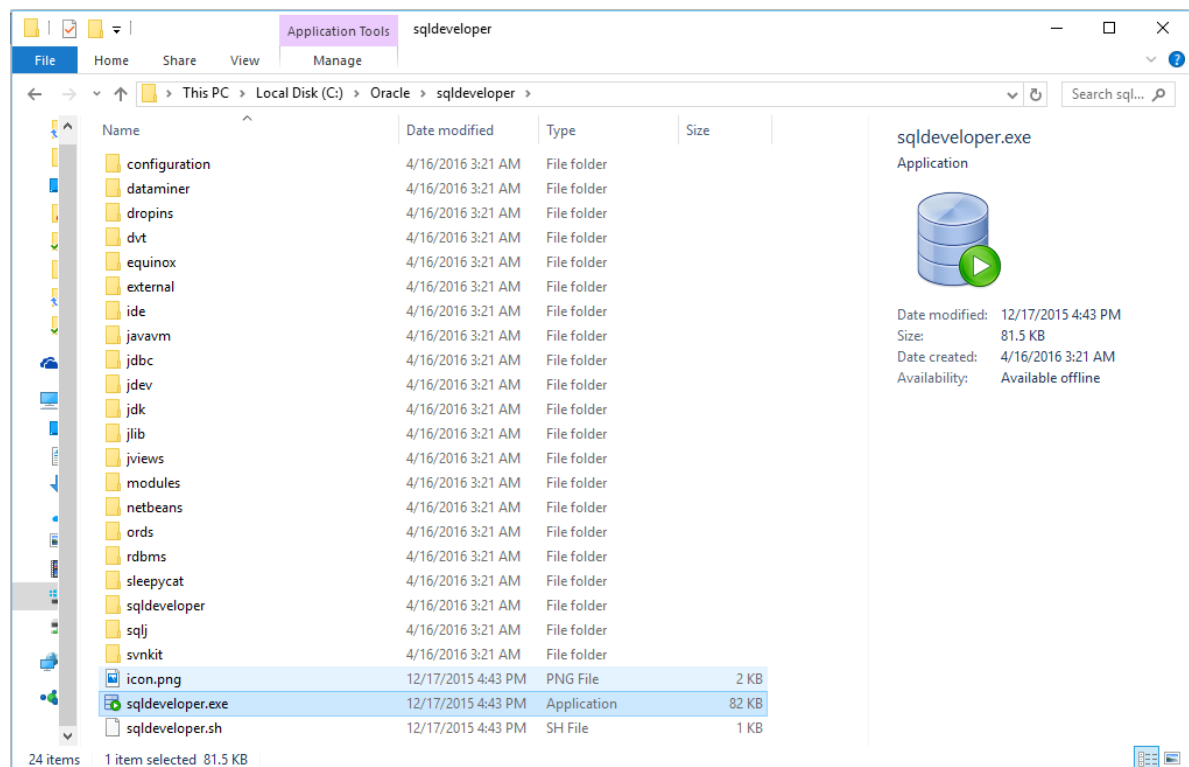 Application Tools sqldeveloper
File Home Share View Manage
This PC > Local Disk (C:) > Oracle > sqldeveloper > Search sql...
Name Date modified Type Size
configuration 4/16/2016 3:21 AM File folder
dataminer 4/16/2016 3:21 AM File folder
dropins 4/16/2016 3:21 AM File folder
dvt 4/16/2016 3:21 AM File folder
equinox 4/16/2016 3:21 AM File folder
external 4/16/2016 3:21 AM File folder
ide 4/16/2016 3:21 AM File folder
javavm 4/16/2016 3:21 AM File folder
jdbc 4/16/2016 3:21 AM File folder
jdev 4/16/2016 3:21 AM File folder
jdk 4/16/2016 3:21 AM File folder
jlib 4/16/2016 3:21 AM File folder
jviews 4/16/2016 3:21 AM File folder
modules 4/16/2016 3:21 AM File folder
netbeans 4/16/2016 3:21 AM File folder
ords 4/16/2016 3:21 AM File folder
rdbms 4/16/2016 3:21 AM File folder
sleepycat 4/16/2016 3:21 AM File folder
sqldeveloper 4/16/2016 3:21 AM File folder
sqlj 4/16/2016 3:21 AM File folder
svnkit 4/16/2016 3:21 AM File folder
icon.png 12/17/2015 4:43 PM PNG File 2 KB
sqldeveloper.exe 12/17/2015 4:43 PM Application 82 KB
sqldeveloper.sh 12/17/2015 4:43 PM SH File 1 KB
sqldeveloper.exe
Application
Date modified: 12/17/2015 4:43 PM
Size: 81.5 KB
Date created: 4/16/2016 3:21 AM
Availability: Available offline
24 items 1 item selected 81.5 KB